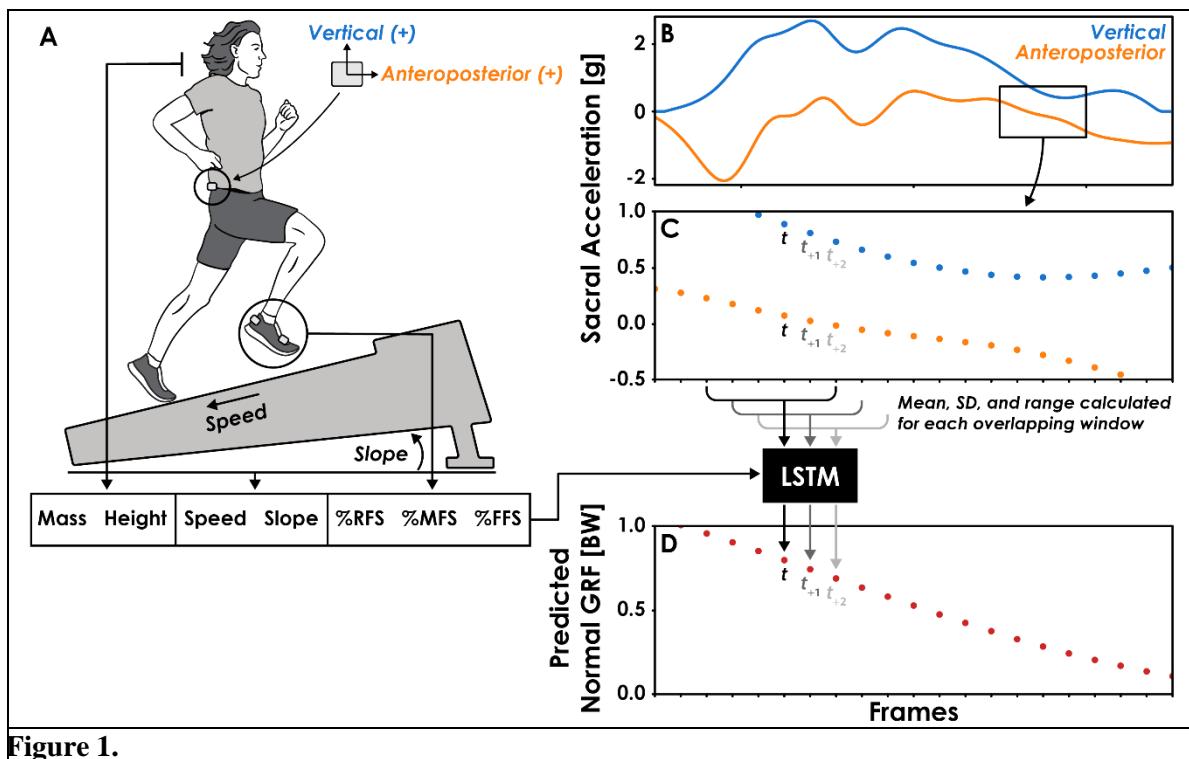 A
Vertical (+)
Anteroposterior (+)
Speed
Slope
Mass Height Speed Slope %RFS %MFS %FFS
B
Vertical
Anteroposterior
Sacral Acceleration [g]
2
0
-2
C
1.0
0.5
0.0
-0.5
t
t+1
t+2
Mean, SD, and range calculated
for each overlapping window
LSTM
D
Predicted
Normal GRF [BW]
1.0
0.5
0.0
t
t+1
t+2
Frames
Figure 1.